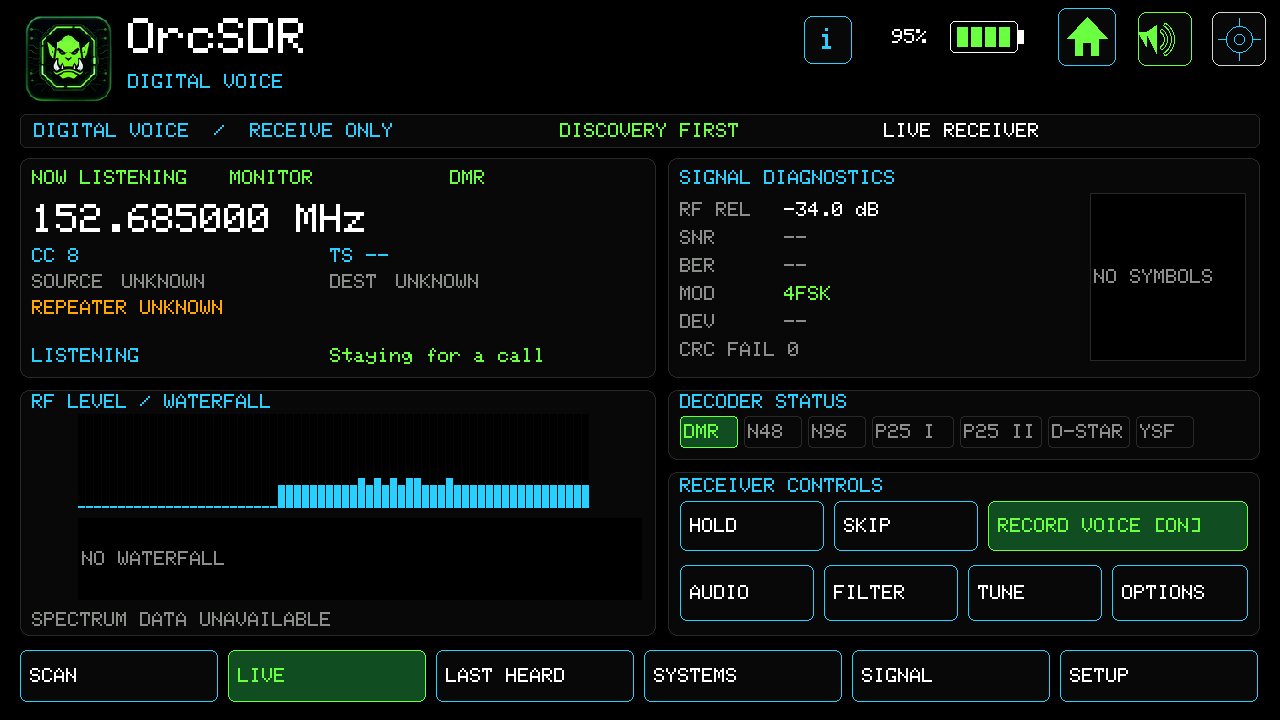 OrcSDR
DIGITAL VOICE
i
95%
DIGITAL VOICE / RECEIVE ONLY
DISCOVERY FIRST
LIVE RECEIVER
NOW LISTENING MONITOR DMR
152.685000 MHz
CC 8 TS --
SOURCE UNKNOWN DEST UNKNOWN
REPEATER UNKNOWN
LISTENING Staying for a call
SIGNAL DIAGNOSTICS
RF REL -34.0 dB
SNR --
BER --
MOD 4FSK
DEV --
CRC FAIL 0
NO SYMBOLS
RF LEVEL / WATERFALL
NO WATERFALL
SPECTRUM DATA UNAVAILABLE
DECODER STATUS
DMR N48 N96 P25 I P25 II D-STAR YSF
RECEIVER CONTROLS
HOLD SKIP RECORD VOICE [ON]
AUDIO FILTER TUNE OPTIONS
SCAN LIVE LAST HEARD SYSTEMS SIGNAL SETUP